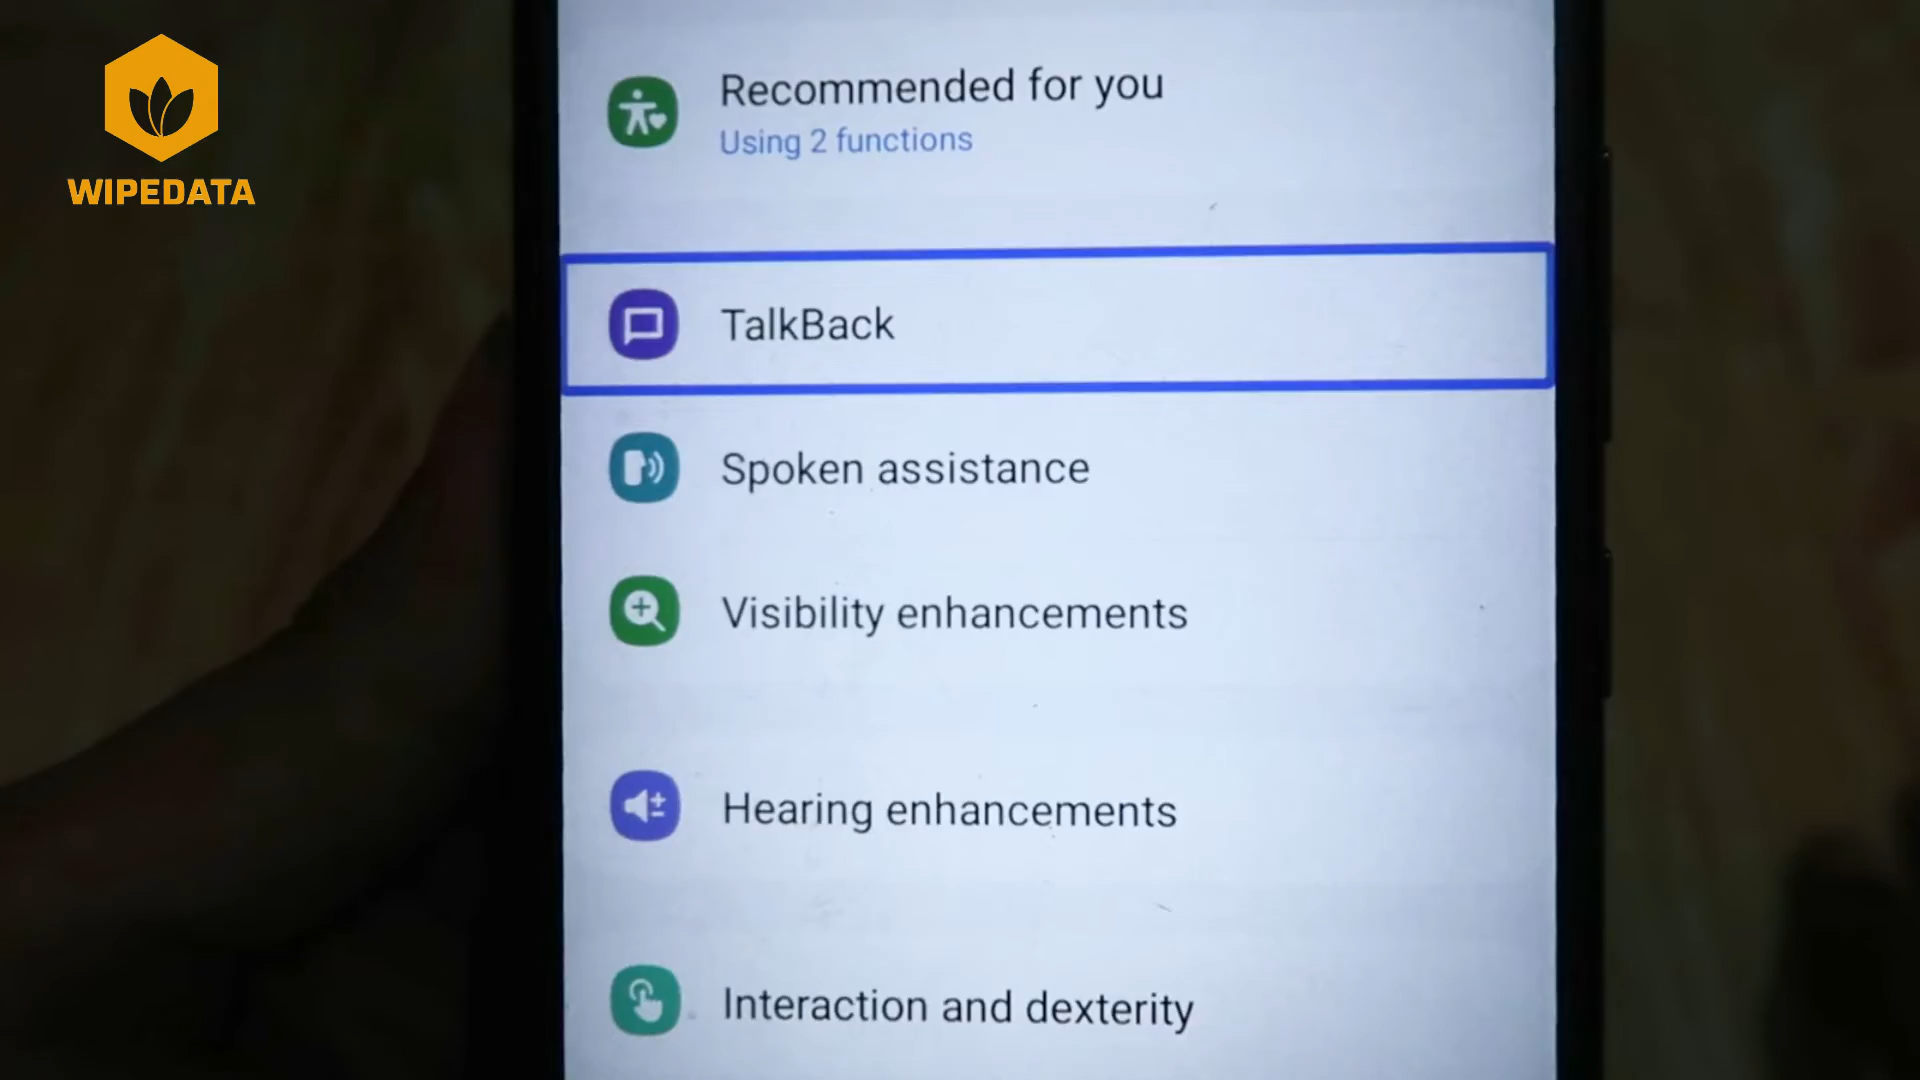 WIPEDATA
Recommended for you
Using 2 functions
TalkBack
Spoken assistance
Visibility enhancements
Hearing enhancements
Interaction and dexterity